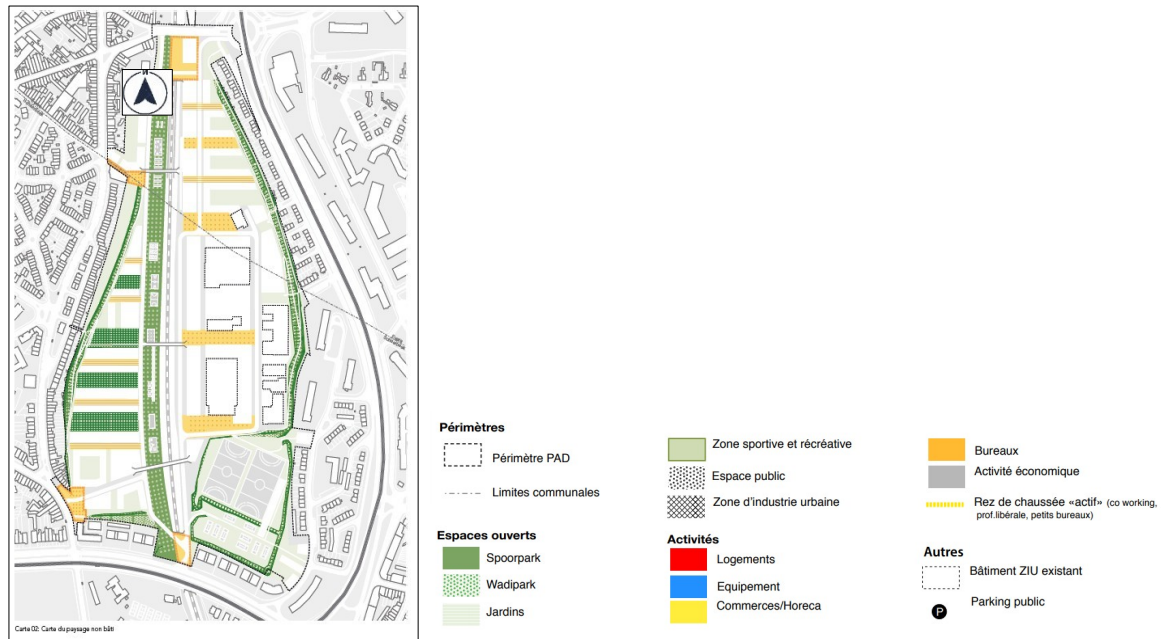 N
Carte 02: Carte du paysage non bâti
Périmètres
Périmètre PAD
Limites communales
Espaces ouverts
Spoorpark
Wadipark
Jardins
Zone sportive et récréative
Espace public
Zone d'industrie urbaine
Activités
Logements
Equipement
Commerces/Horeca
Bureaux
Activité économique
Rez de chaussée «actif» (co working,
prof.libérale, petits bureaux)
Autres
Bâtiment ZIU existant
P
Parking public